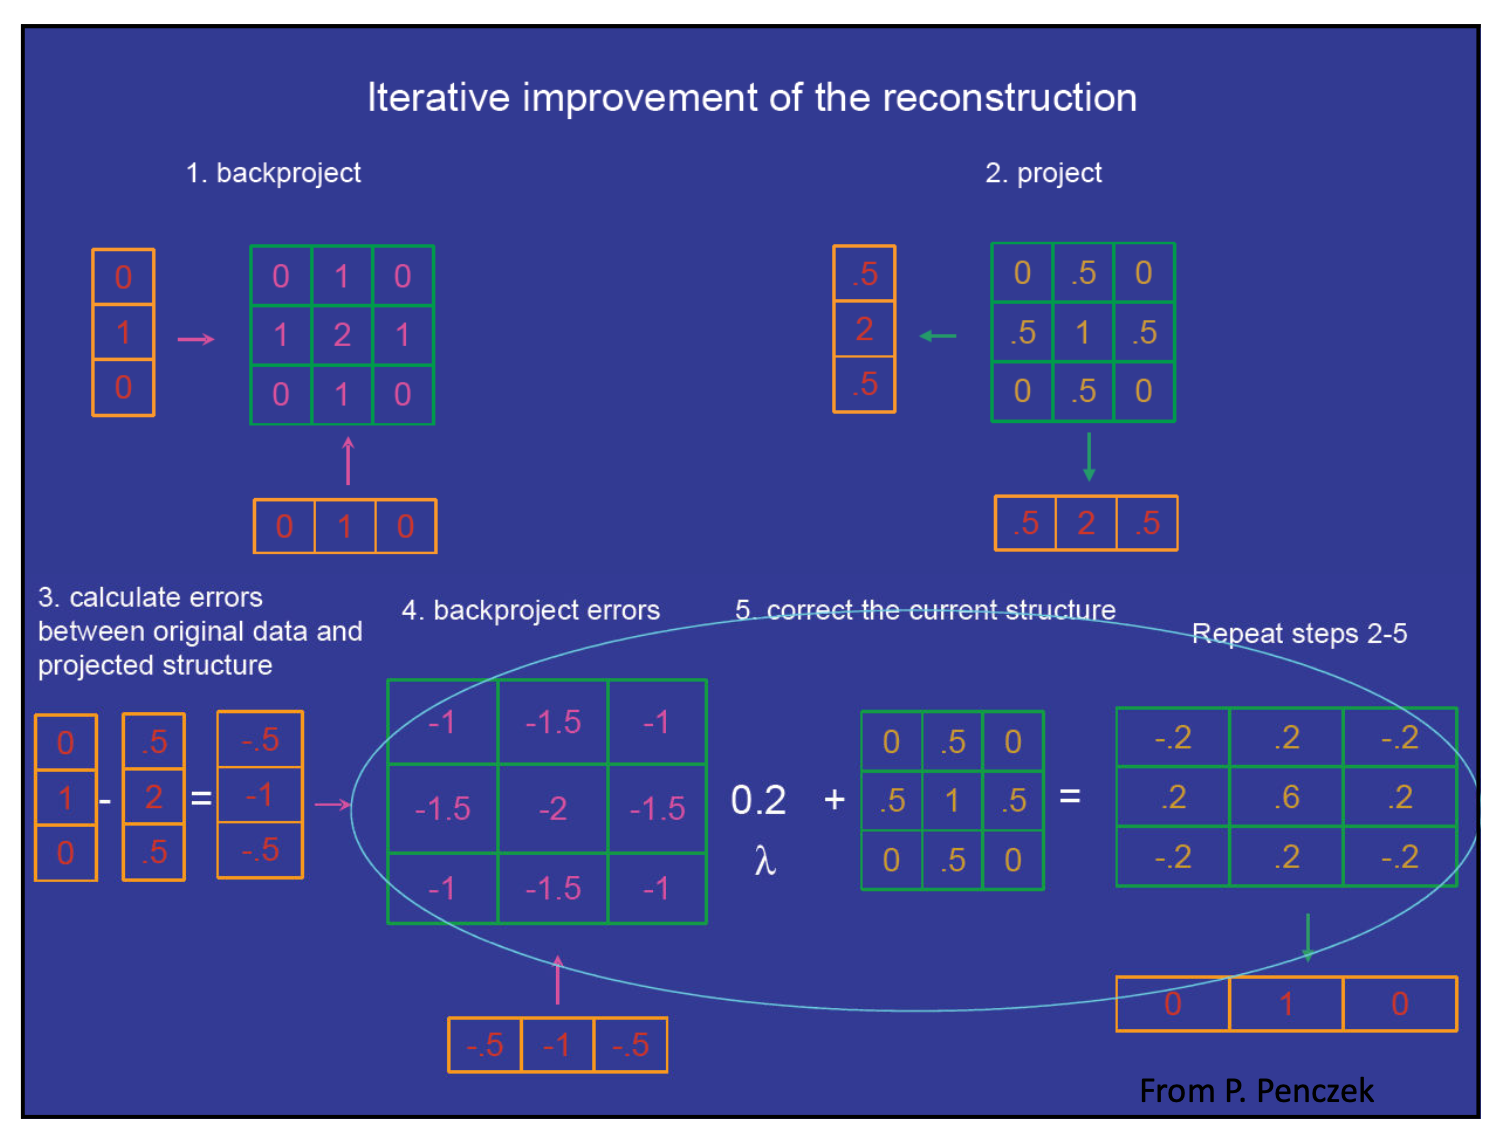 Iterative improvement of the reconstruction
1. backproject
2. project
0
1
0
0 1 0
1 2 1
0 1 0
0 1 0
.5
2
.5
0 .5 0
.5 1 .5
0 .5 0
.5 2 .5
3. calculate errors
between original data and
projected structure
4. backproject errors
5. correct the current structure
Repeat steps 2-5
0
1
0
-
.5
2
.5
=
-.5
-1
-.5
-1 -1.5 -1
-1.5 -2 -1.5
-1 -1.5 -1
0.2
λ
+
0 .5 0
.5 1 .5
0 .5 0
=
-.2 .2 -.2
.2 .6 .2
-.2 .2 -.2
-.5 -1 -.5
0 1 0
From P. Penczek